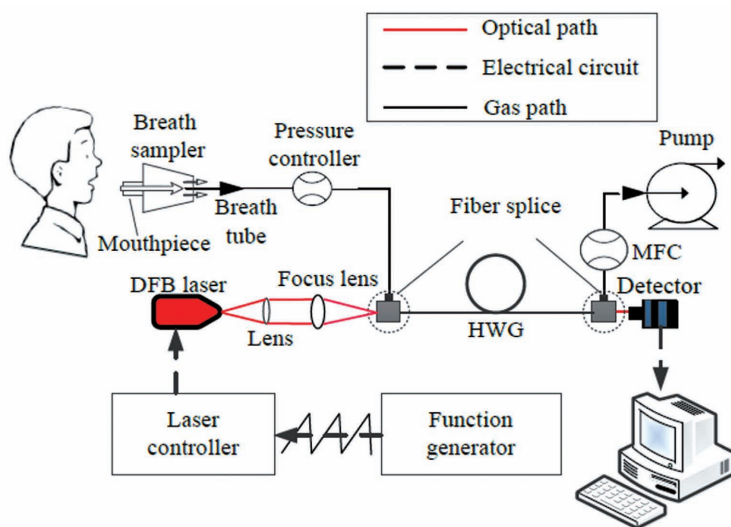 Optical path
Electrical circuit
Gas path
Breath
sampler
Pressure
controller
Pump
Breath
tube
Mouthpiece
Fiber splice
MFC
DFB laser
Focus lens
Detector
Lens
HWG
Laser
controller
Function
generator